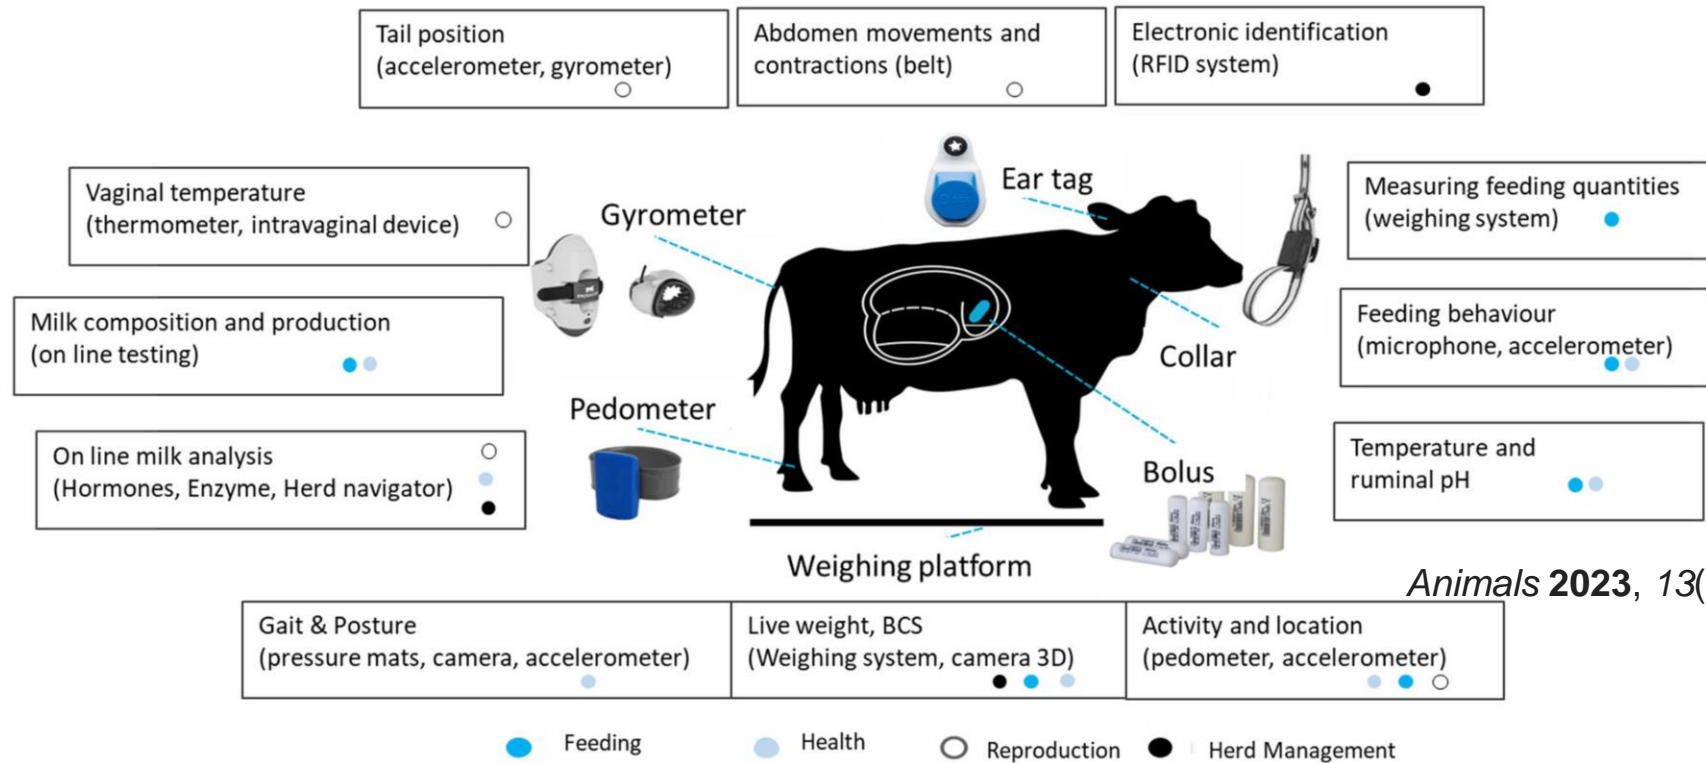 Tail position
(accelerometer, gyrometer)
Abdomen movements and
contractions (belt)
Electronic identification
(RFID system)
Vaginal temperature
(thermometer, intravaginal device)
Gyrometer
Ear tag
Measuring feeding quantities
(weighing system)
Milk composition and production
(on line testing)
Collar
Feeding behaviour
(microphone, accelerometer)
Pedometer
On line milk analysis
(Hormones, Enzyme, Herd navigator)
Bolus
Temperature and
ruminal pH
Weighing platform
Animals 2023, 13(
Gait & Posture
(pressure mats, camera, accelerometer)
Live weight, BCS
(Weighing system, camera 3D)
Activity and location
(pedometer, accelerometer)
Feeding
Health
Reproduction
Herd Management